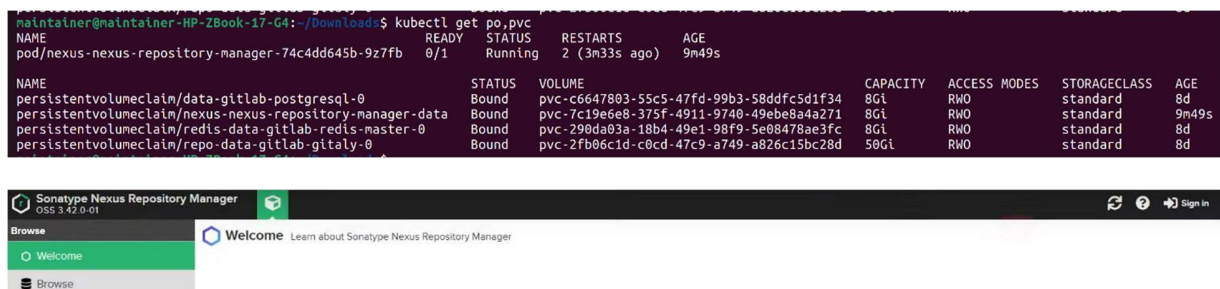 maintainer@maintainer-HP-ZBook-17-G4:~/Downloads$ kubectl get po,pvc
NAME READY STATUS RESTARTS AGE
pod/nexus-nexus-repository-manager-74c4dd645b-9z7fb 0/1 Running 2 (3m33s ago) 9m49s
NAME STATUS VOLUME CAPACITY ACCESS MODES STORAGECLASS AGE
persistentvolumeclaim/data-gitlab-postgresql-0 Bound pvc-c6647803-55c5-47fd-99b3-58ddfc5d1f34 8Gi RWO standard 8d
persistentvolumeclaim/nexus-nexus-repository-manager-data Bound pvc-7c19e6e8-375f-4911-9740-49ebe8a4a271 8Gi RWO standard 9m49s
persistentvolumeclaim/redis-data-gitlab-redis-master-0 Bound pvc-290da03a-18b4-49e1-98f9-5e08478ae3fc 8Gi RWO standard 8d
persistentvolumeclaim/repo-data-gitlab-gitaly-0 Bound pvc-2fb06c1d-c0cd-47c9-a749-a826c15bc28d 50Gi RWO standard 8d
Sonatype Nexus Repository Manager
OSS 3.42.0-01
Sign in
Browse
Welcome Learn about Sonatype Nexus Repository Manager
Welcome
Browse